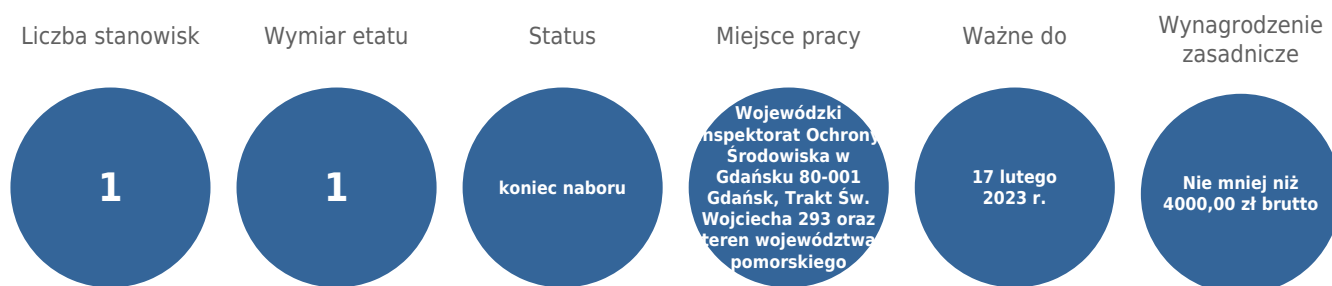 Liczba stanowisk
Wymiar etatu
Status
Miejsce pracy
Ważne do
Wynagrodzenie
zasadnicze
1
1
koniec naboru
Wojewódzki
Inspektorat Ochrony
Środowiska w
Gdańsku 80-001
Gdańsk, Trakt Św.
Wojciecha 293 oraz
teren województwa
pomorskiego
17 lutego
2023 r.
Nie mniej niż
4000,00 zł brutto